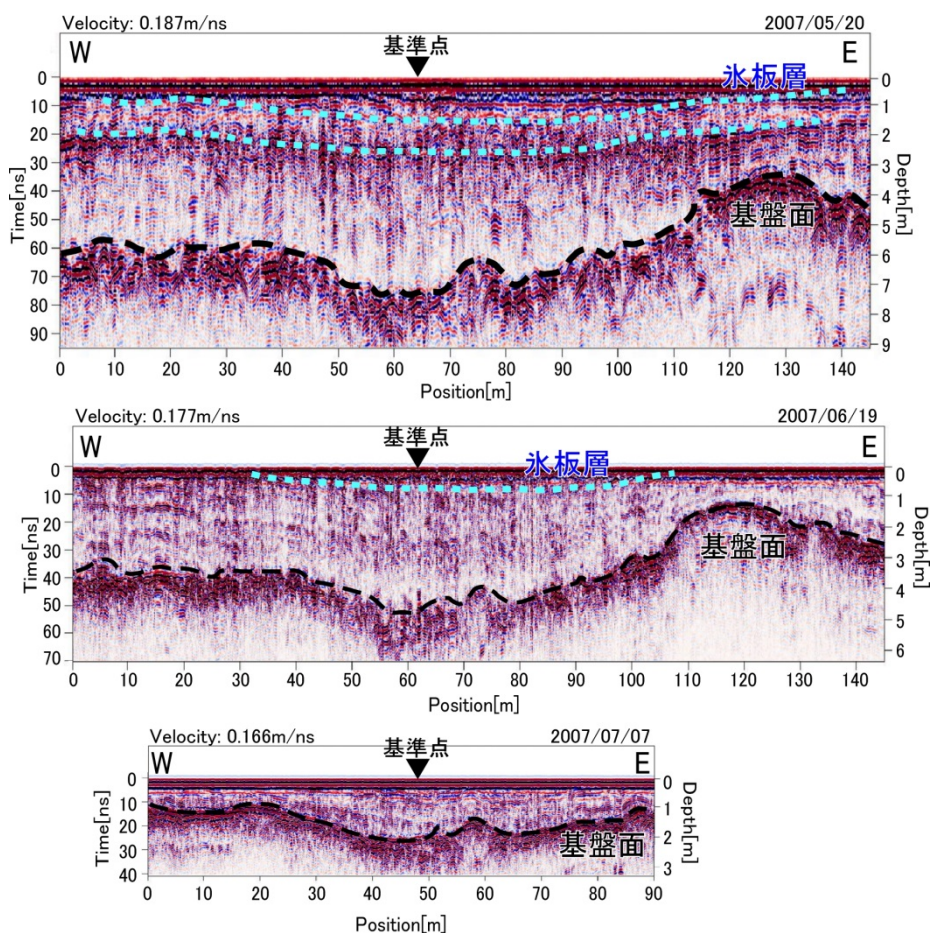 Velocity: 0.187m/ns
2007/05/20
W
基準点
E
氷板層
0
10
20
30
40
50
60
70
80
90
Time[ns]
0
1
2
3
4
5
6
7
8
9
Depth[m]
基盤面
0 10 20 30 40 50 60 70 80 90 100 110 120 130 140
Position[m]
Velocity: 0.177m/ns
2007/06/19
W
基準点
E
氷板層
0
10
20
30
40
50
60
70
Time[ns]
0
1
2
3
4
5
6
Depth[m]
基盤面
0 10 20 30 40 50 60 70 80 90 100 110 120 130 140
Position[m]
Velocity: 0.166m/ns
2007/07/07
W
基準点
E
0
10
20
30
40
Time[ns]
0
1
2
3
Depth[m]
基盤面
0 10 20 30 40 50 60 70 80 90
Position[m]